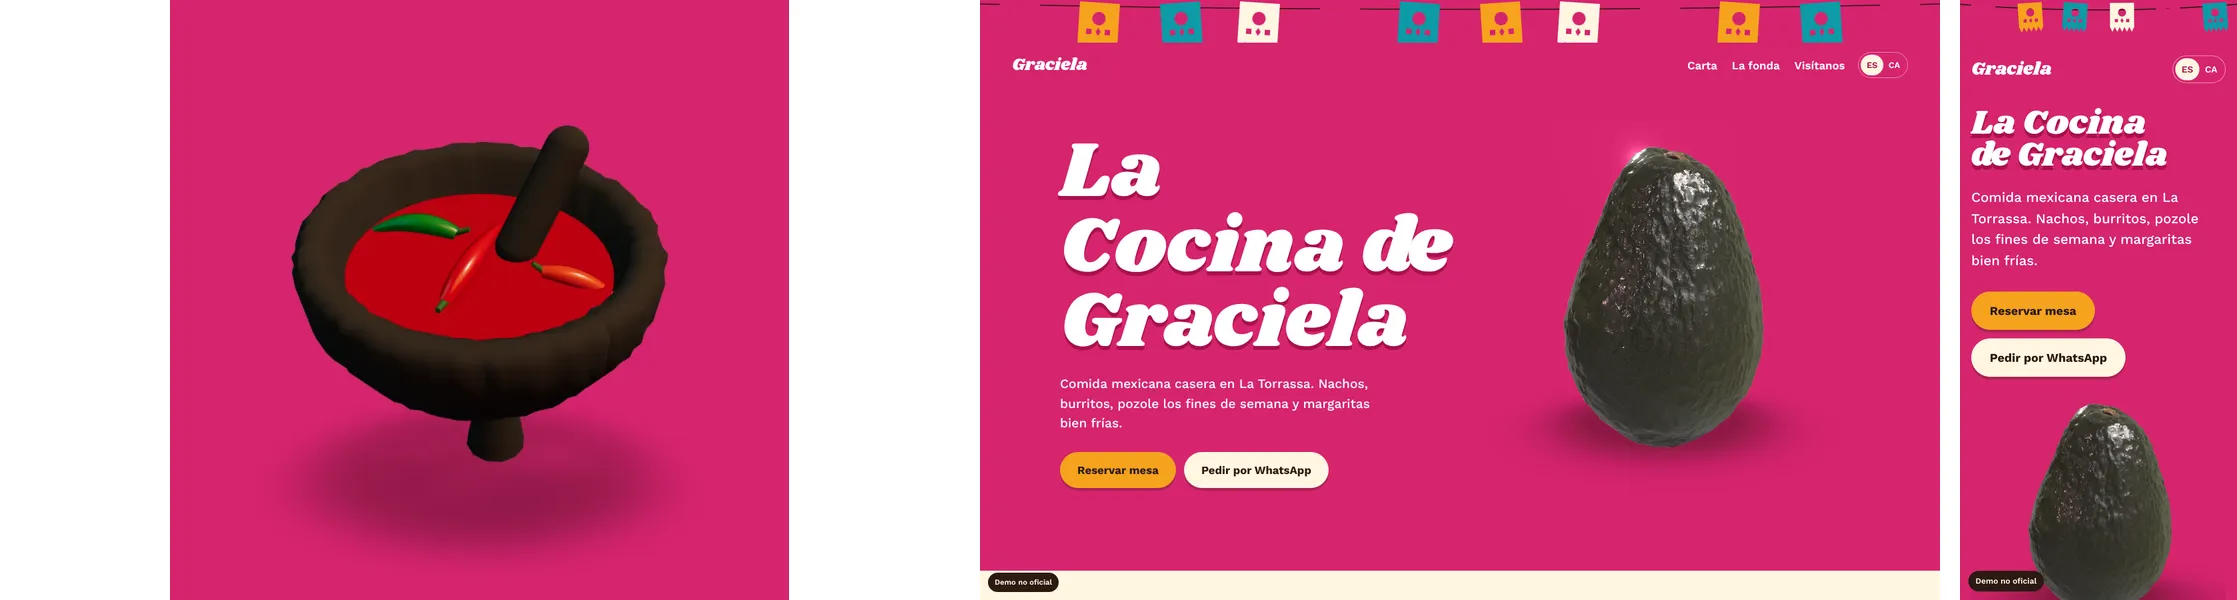 Graciela
Carta La fonda Visítanos ES CA
La
Cocina de
Graciela
Comida mexicana casera en La Torrassa. Nachos,
burritos, pozole los fines de semana y margaritas
bien frías.
Reservar mesa Pedir por WhatsApp
Demo no oficial
Graciela
ES CA
La Cocina
de Graciela
Comida mexicana casera en La
Torrassa. Nachos, burritos, pozole
los fines de semana y margaritas
bien frías.
Reservar mesa
Pedir por WhatsApp
Demo no oficial